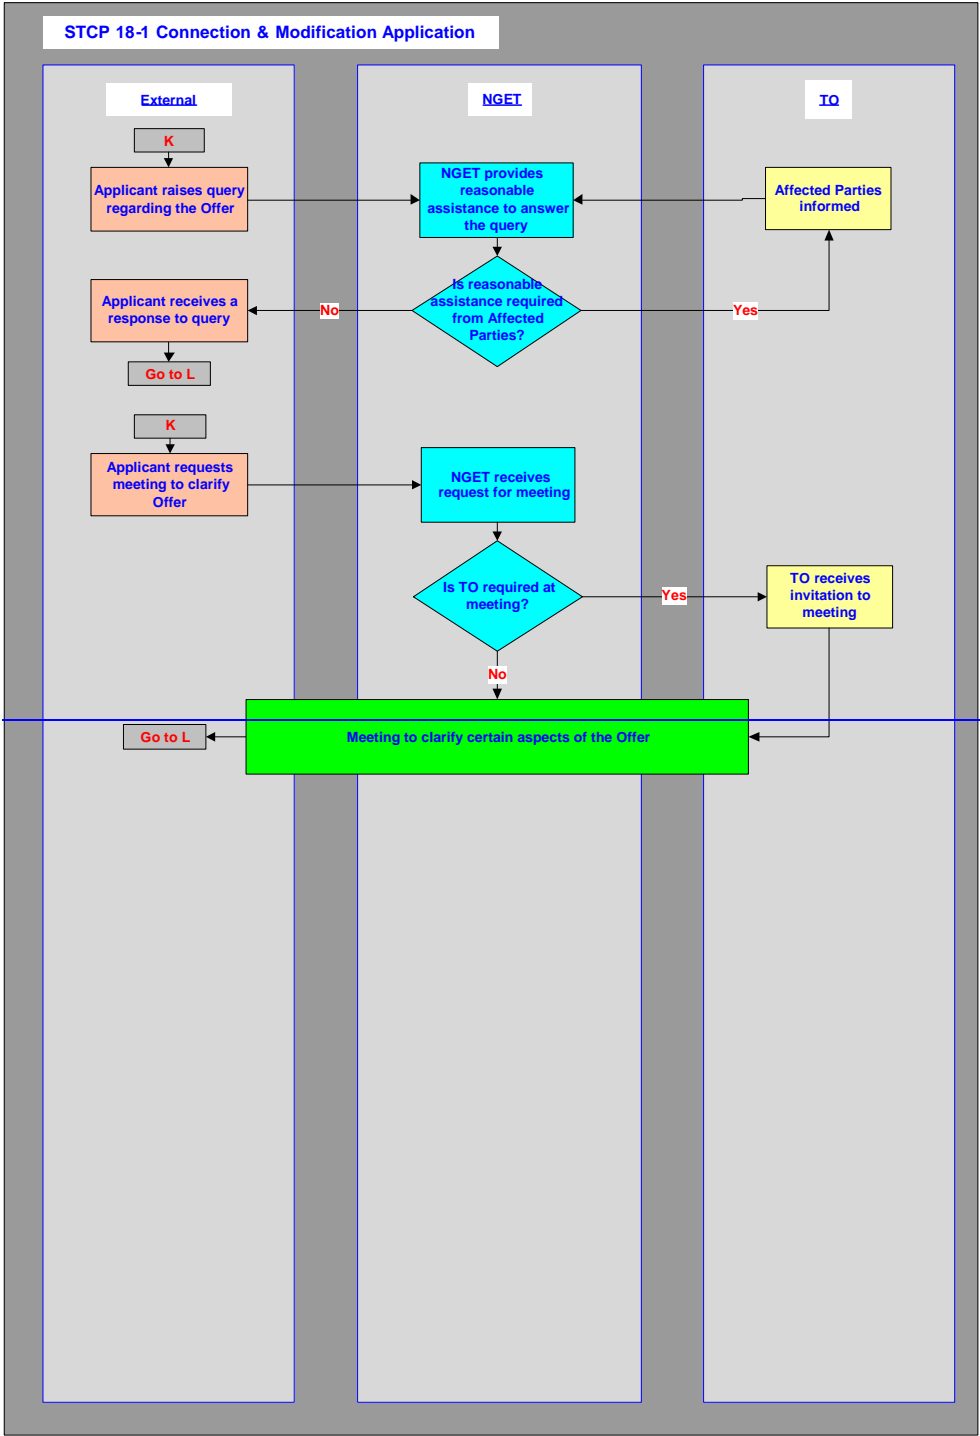 STCP 18-1 Connection & Modification Application
External
NGET
TO
K
Applicant raises query
regarding the Offer
NGET provides
reasonable
assistance to answer
the query
Affected Parties
informed
Applicant receives a
response to query
No
Is reasonable
assistance required
from Affected
Parties?
Yes
Go to L
K
Applicant requests
meeting to clarify
Offer
NGET receives
request for meeting
Is TO required at
meeting?
Yes
TO receives
invitation to
meeting
No
Go to L
Meeting to clarify certain aspects of the Offer